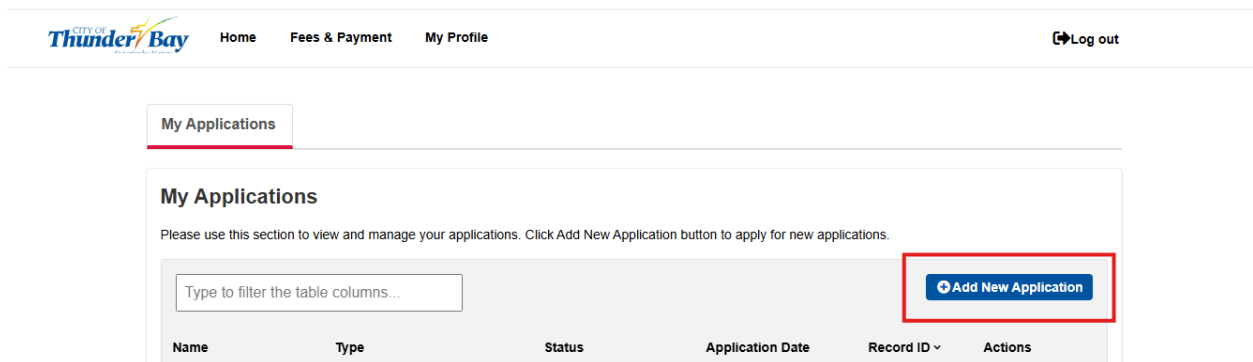 CITY OF
Thunder Bay
Home Fees & Payment My Profile Log out
My Applications
My Applications
Please use this section to view and manage your applications. Click Add New Application button to apply for new applications.
Type to filter the table columns... Add New Application
Name Type Status Application Date Record ID Actions